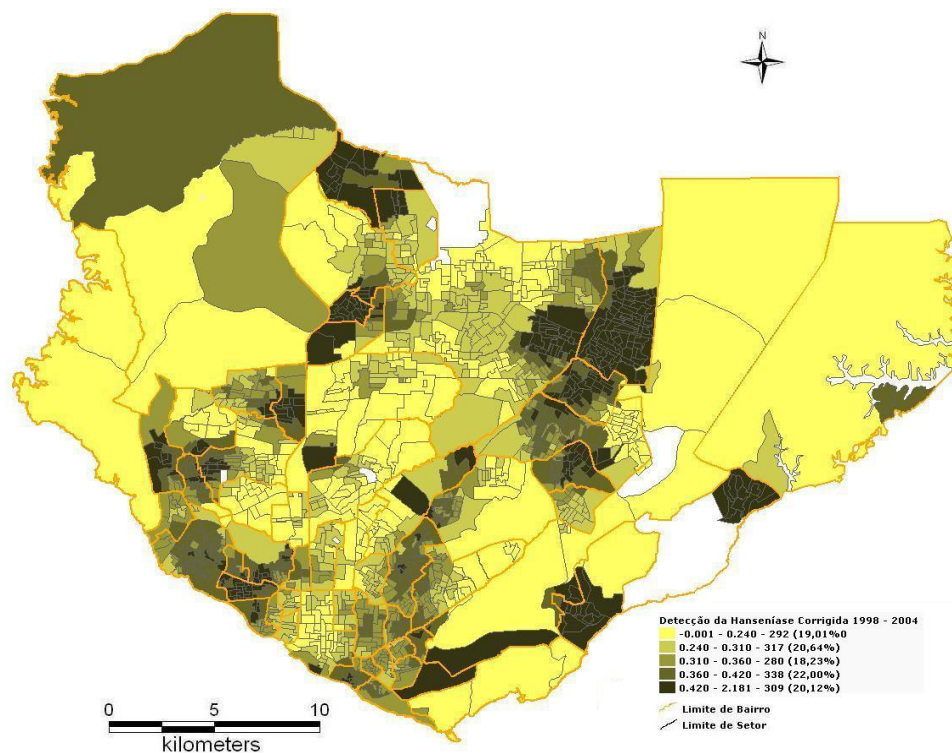 N
Detecção da Hanseníase Corrigida 1998 - 2004
-0.001 - 0.240 - 292 (19,01%0
0.240 - 0.310 - 317 (20,64%)
0.310 - 0.360 - 280 (18,23%)
0.360 - 0.420 - 338 (22,00%)
0.420 - 2.181 - 309 (20,12%)
Limite de Bairro
Limite de Setor
0 5 10
kilometers